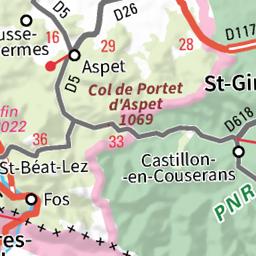 usse-
ermes
D5
D26
D117
16
29
28
Aspet
Col de Portet
d'Aspet
1069
St-Gir
fin
2022
D5
D618
36
33
St-Béat-Lez
Castillon-
-en-Couserans
Fos
PNR
res-